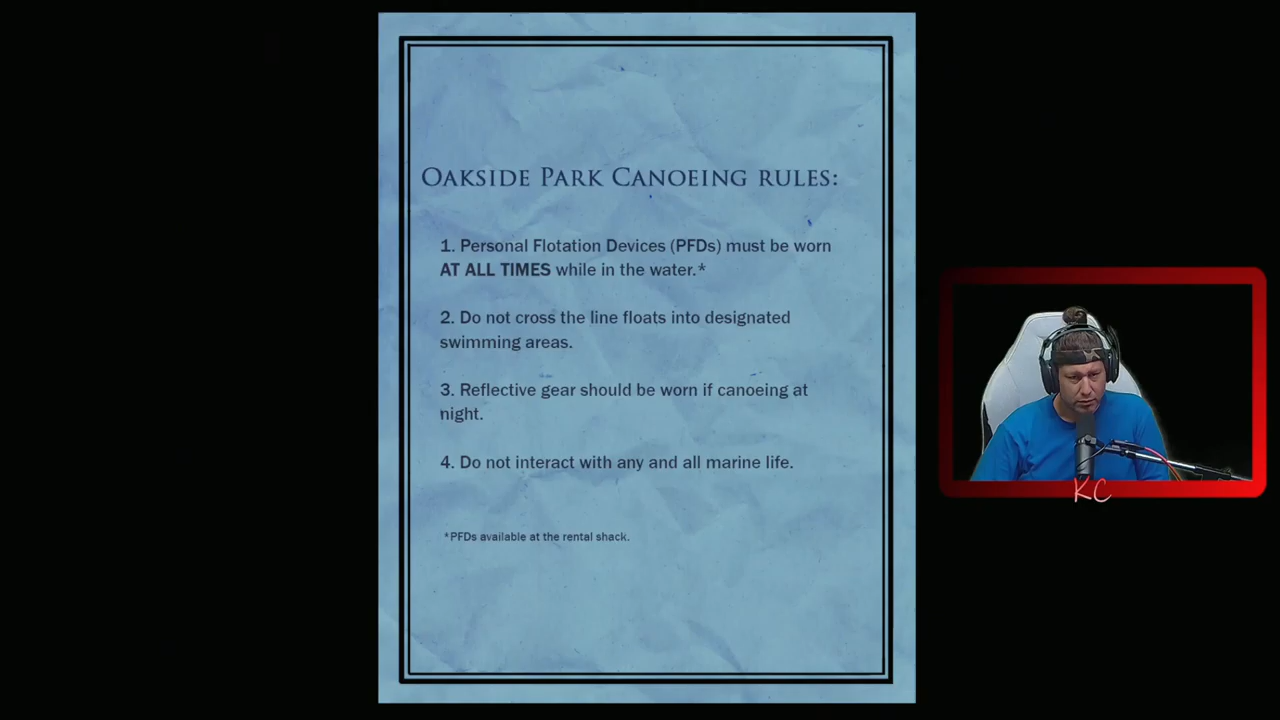 OAKSIDE PARK CANOEING RULES:
1. Personal Flotation Devices (PFDs) must be worn
AT ALL TIMES while in the water.*
2. Do not cross the line floats into designated
swimming areas.
3. Reflective gear should be worn if canoeing at
night.
4. Do not interact with any and all marine life.
*PFDs available at the rental shack.
KC